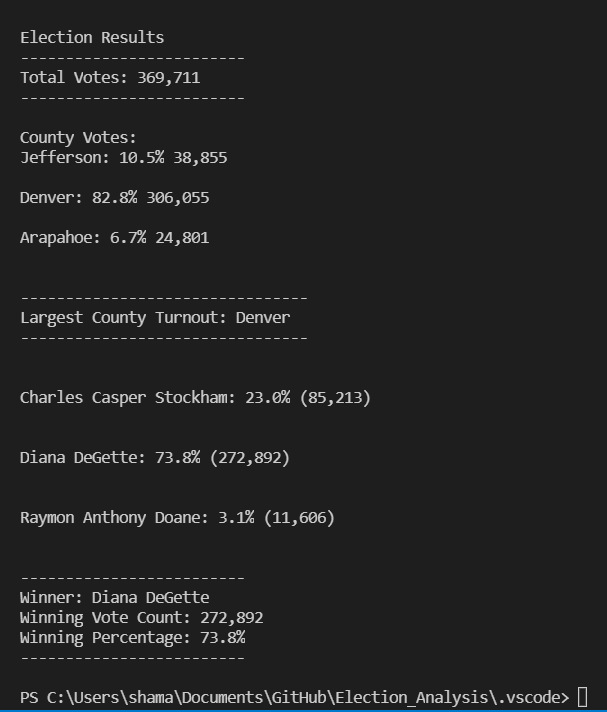 Election Results
-------------------------
Total Votes: 369,711
-------------------------
County Votes:
Jefferson: 10.5% 38,855
Denver: 82.8% 306,055
Arapahoe: 6.7% 24,801
--------------------------------
Largest County Turnout: Denver
--------------------------------
Charles Casper Stockham: 23.0% (85,213)
Diana DeGette: 73.8% (272,892)
Raymon Anthony Doane: 3.1% (11,606)
-------------------------
Winner: Diana DeGette
Winning Vote Count: 272,892
Winning Percentage: 73.8%
-------------------------
PS C:\Users\shama\Documents\GitHub\Election_Analysis\.vscode>